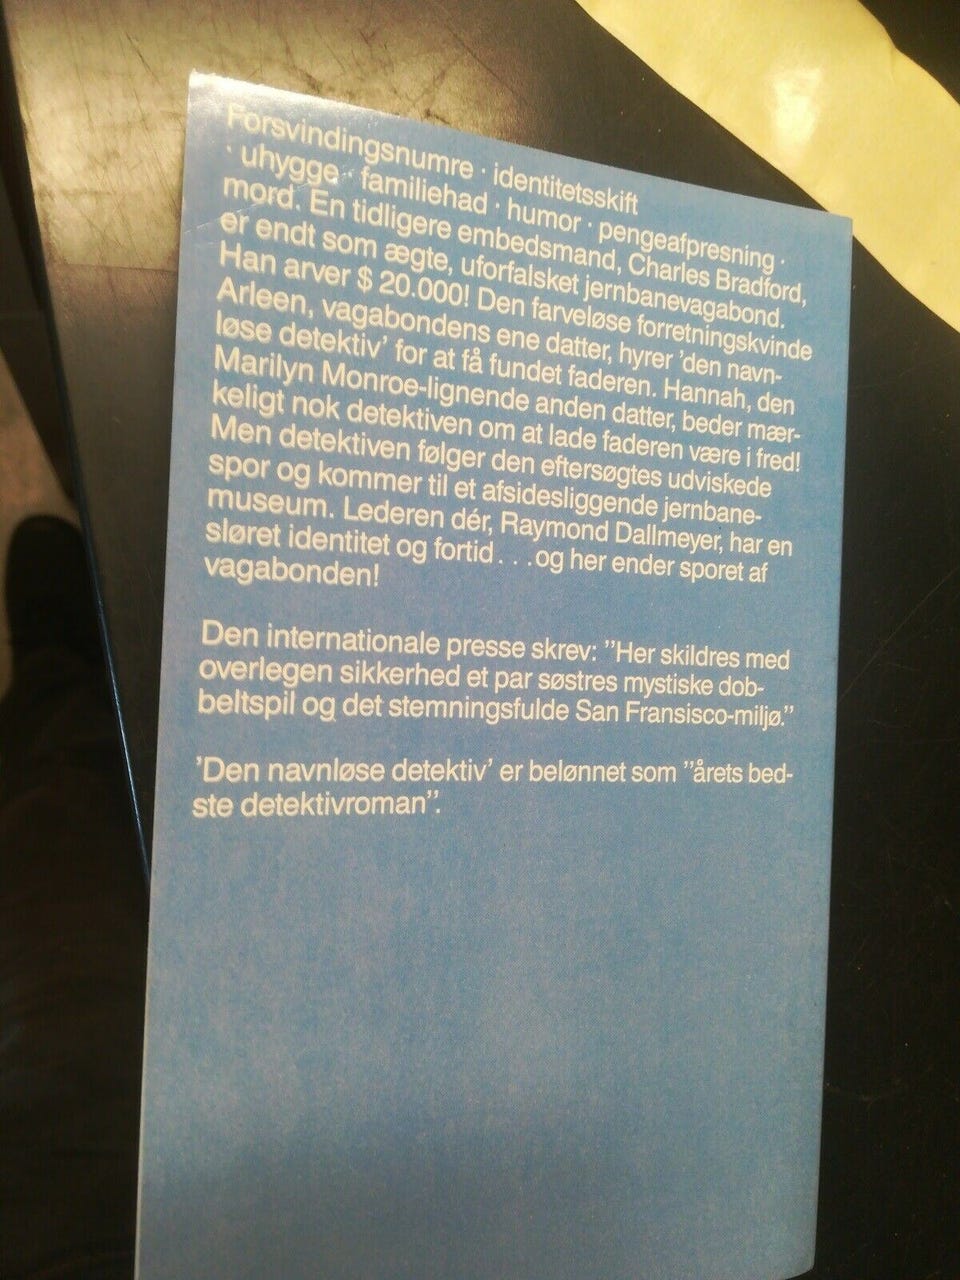 Forsvindingsnumre · identitetsskift
· uhygge · familiehad · humor · pengeafpresning ·
mord. En tidligere embedsmand, Charles Bradford,
er endt som ægte, uforfalsket jernbanevagabond.
Han arver $ 20.000! Den farveløse forretningskvinde
Arleen, vagabondens ene datter, hyrer ’den navn-
løse detektiv’ for at få fundet faderen. Hannah, den
Marilyn Monroe-lignende anden datter, beder mær-
keligt nok detektiven om at lade faderen være i fred!
Men detektiven følger den eftersøgtes udviskede
spor og kommer til et afsidesliggende jernbane-
museum. Lederen dér, Raymond Dallmeyer, har en
sløret identitet og fortid . . . og her ender sporet af
vagabonden!
Den internationale presse skrev: ”Her skildres med
overlegen sikkerhed et par søstres mystiske dob-
beltspil og det stemningsfulde San Fransisco-miljø.”
’Den navnløse detektiv’ er belønnet som ”årets bed-
ste detektivroman”.